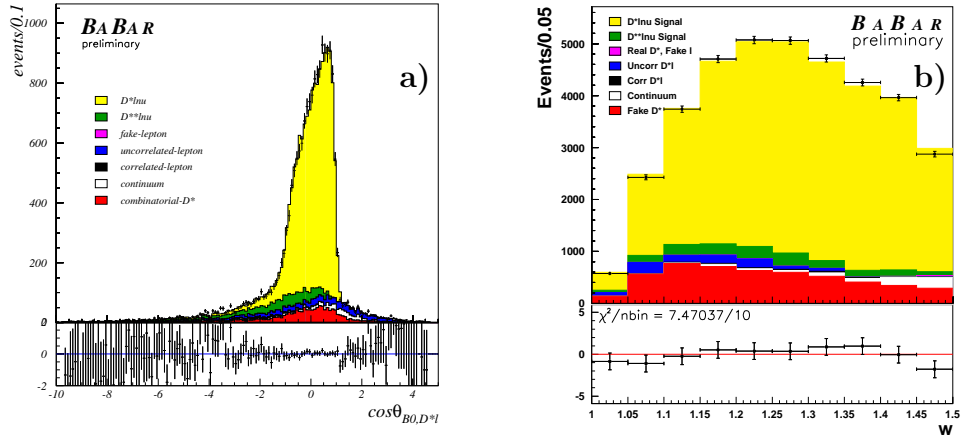 events/0.1
1000
800
600
400
200
0
BABAR
preliminary
a)
D*lnu
D**lnu
fake-lepton
uncorrelated-lepton
correlated-lepton
continuum
combinatorial-D*
2
0
-2
-10 -8 -6 -4 -2 0 2 4
cosθB0,D*l
Events/0.05
5000
4000
3000
2000
1000
0
D*lnu Signal
D**lnu Signal
Real D*, Fake l
Uncorr D*l
Corr D*l
Continuum
Fake D*
BABAR
preliminary
b)
5
0
-5
χ²/nbin = 7.47037/10
1 1.05 1.1 1.15 1.2 1.25 1.3 1.35 1.4 1.45 1.5
w